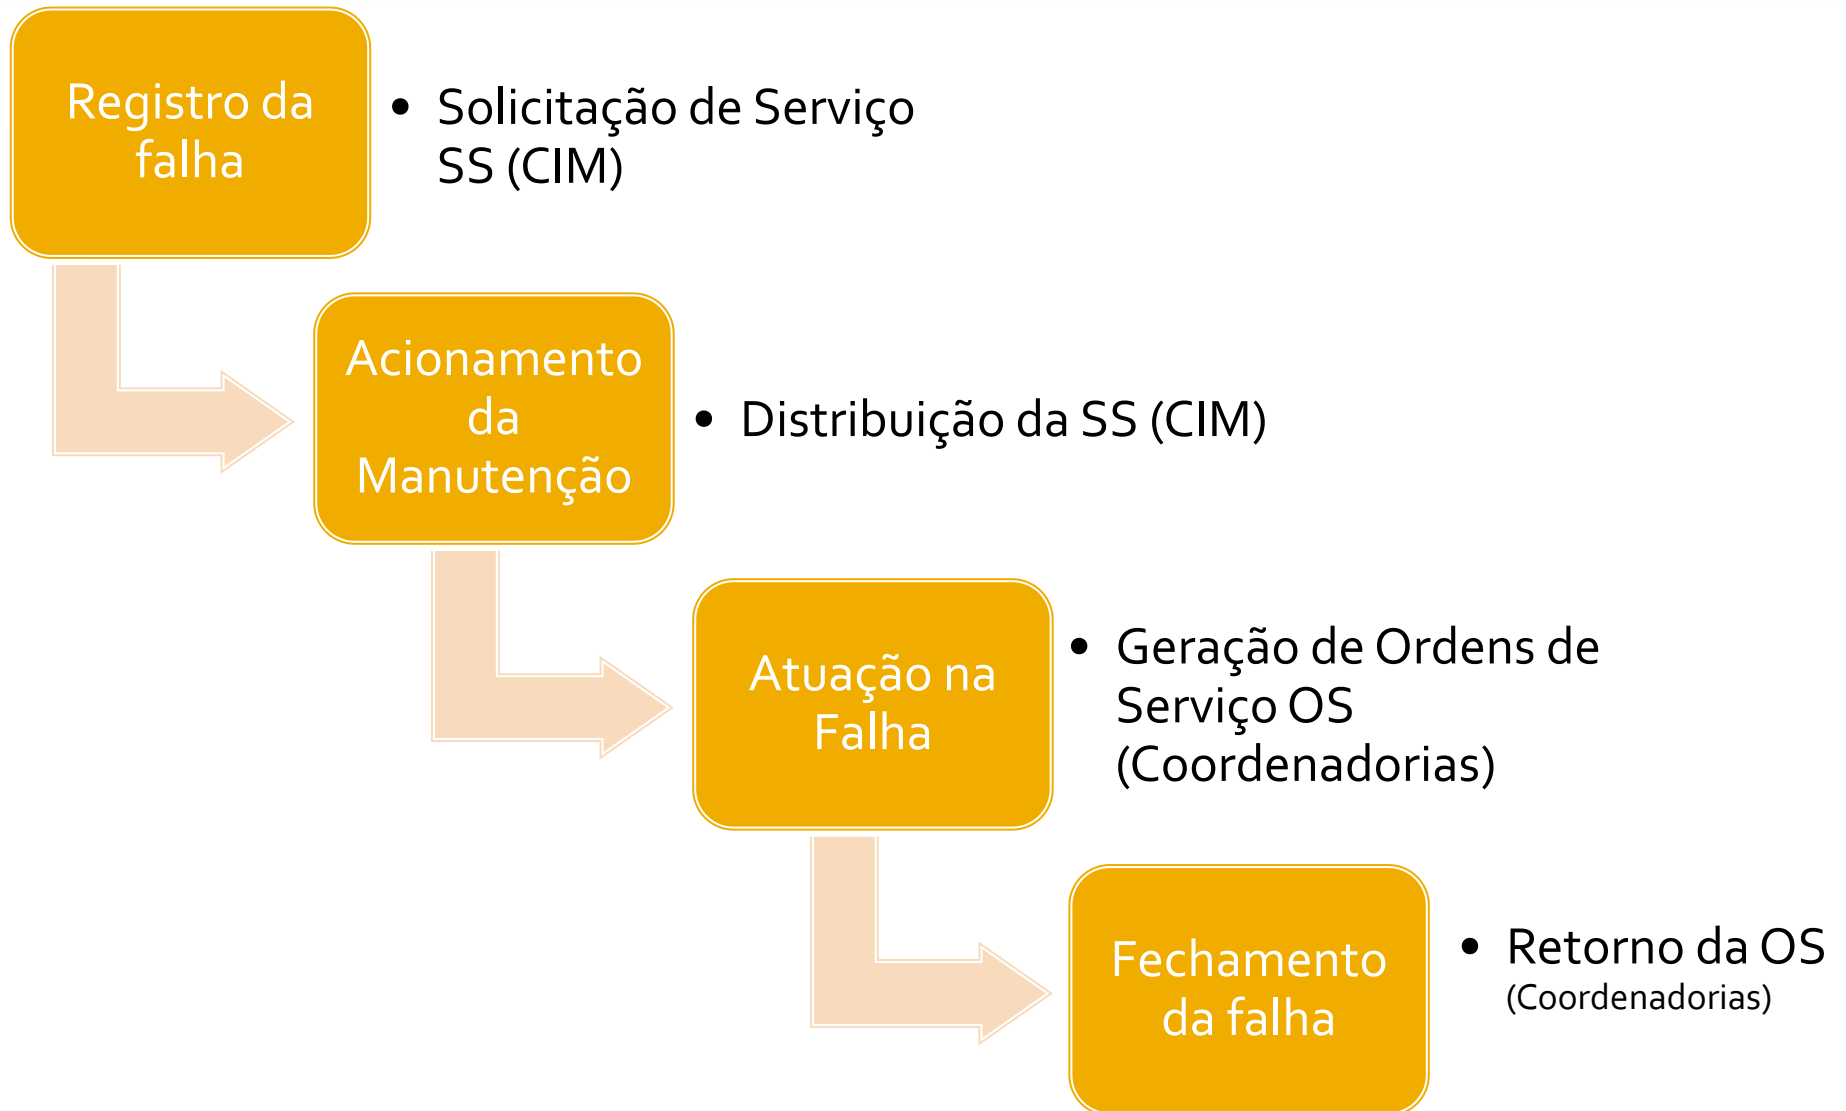 Registro da
falha
• Solicitação de Serviço
SS (CIM)
Acionamento
da
Manutenção
• Distribuição da SS (CIM)
Atuação na
Falha
• Geração de Ordens de
Serviço OS
(Coordenadorias)
Fechamento
da falha
• Retorno da OS
(Coordenadorias)